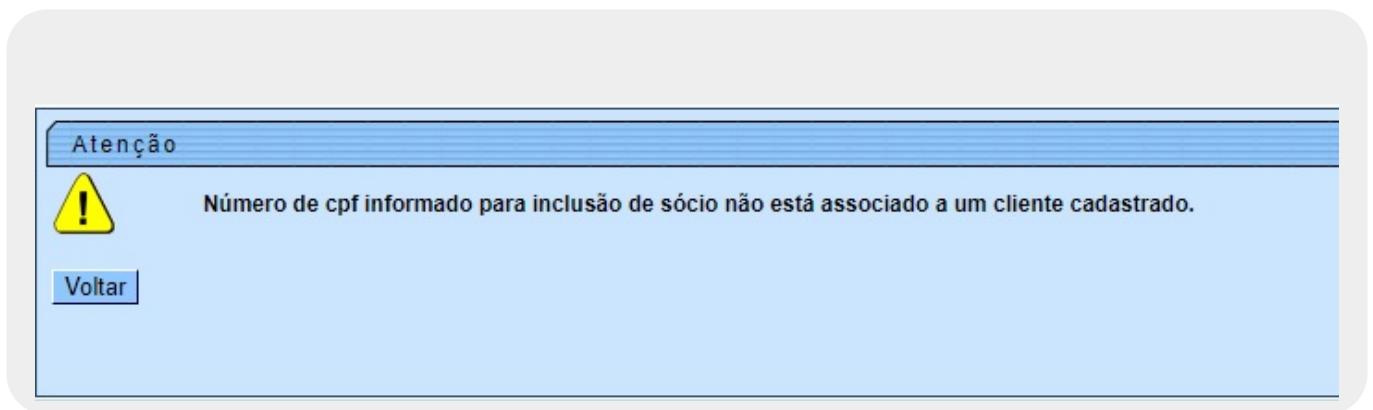 Atenção
Número de cpf informado para inclusão de sócio não está associado a um cliente cadastrado.
Voltar